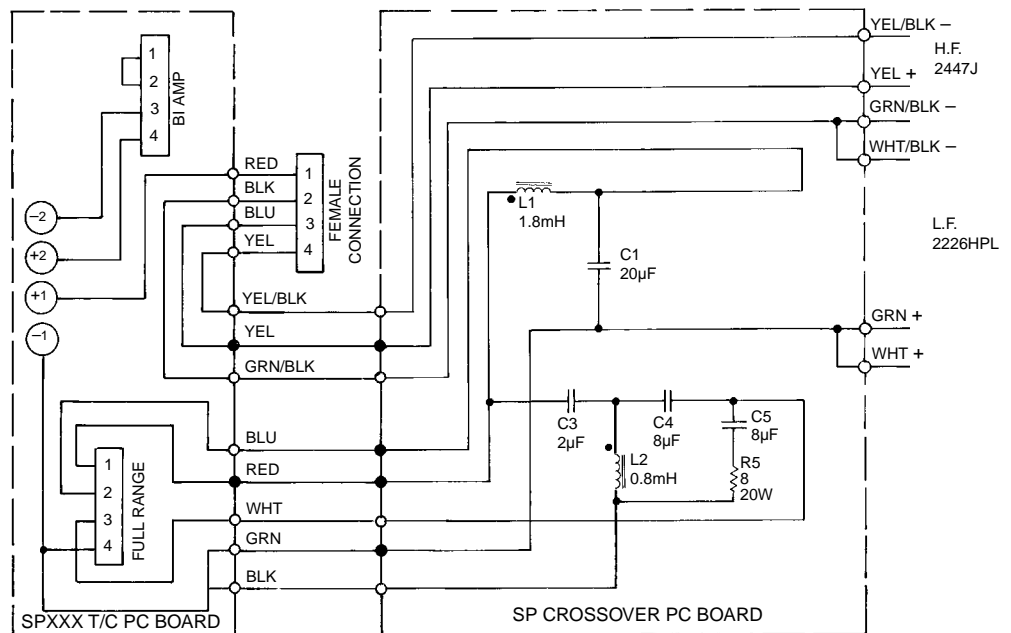 YEL/BLK –
H.F.
2447J
YEL +
GRN/BLK –
WHT/BLK –
L.F.
2226HPL
GRN +
WHT +
1
2
3
4
BI AMP
–2
+2
+1
–1
RED
BLK
BLU
YEL
1
2
3
4
FEMALE
CONNECTION
YEL/BLK
YEL
GRN/BLK
L1
1.8mH
C1
20µF
C3
2µF
C4
8µF
C5
8µF
L2
0.8mH
R5
8
20W
BLU
RED
WHT
GRN
BLK
1
2
3
4
FULL RANGE
SPXXX T/C PC BOARD
SP CROSSOVER PC BOARD